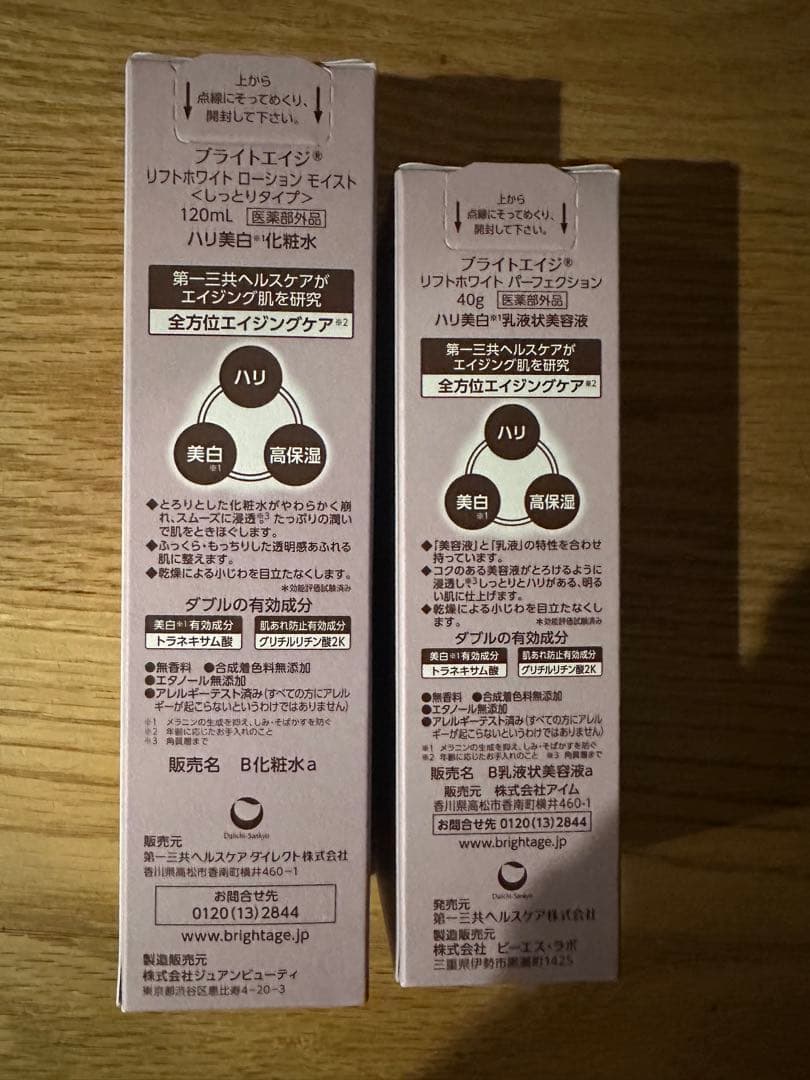 上から
点線にそってめくり、
開封して下さい。
ブライトエイジ®
リフトホワイト ローション モイスト
<しっとりタイプ>
120mL 医薬部外品
ハリ美白※1化粧水
第一三共ヘルスケアが
エイジング肌を研究
全方位エイジングケア※2
ハリ
美白
※1
高保湿
◆とろりとした化粧水がやわらかく崩
れ、スムーズに浸透※3 たっぷりの潤い
で肌をときほぐします。
◆ふっくら・もっちりした透明感あふれる
肌に整えます。
◆乾燥による小じわを目立たなくします。
*効能評価試験済み
ダブルの有効成分
美白※1有効成分
トラネキサム酸
肌あれ防止有効成分
グリチルリチン酸2K
●無香料 ●合成着色料無添加
●エタノール無添加
●アレルギーテスト済み(すべての方にアレル
ギーが起こらないというわけではありません)
※1 メラニンの生成を抑え、しみ・そばかすを防ぐ
※2 年齢に応じたお手入れのこと
※3 角質層まで
販売名 B化粧水a
Daiichi-Sankyo
販売元
第一三共ヘルスケア ダイレクト株式会社
香川県高松市香南町横井460-1
お問合せ先
0120(13)2844
www.brightage.jp
製造販売元
株式会社ジュアンビューティ
東京都渋谷区恵比寿4-20-3
上から
点線にそってめくり、
開封して下さい。
ブライトエイジ®
リフトホワイト パーフェクション
40g 医薬部外品
ハリ美白※1乳液状美容液
第一三共ヘルスケアが
エイジング肌を研究
全方位エイジングケア※2
ハリ
美白
※1
高保湿
◆「美容液」と「乳液」の特性を合わせ
持っています。
◆コクのある美容液がとろけるように
浸透し※3しっとりとハリがある、明る
い肌に仕上げます。
◆乾燥による小じわを目立たなくし
ます。 *効能評価試験済み
ダブルの有効成分
美白※1有効成分
トラネキサム酸
肌あれ防止有効成分
グリチルリチン酸2K
●無香料 ●合成着色料無添加
●エタノール無添加
●アレルギーテスト済み(すべての方にアレル
ギーが起こらないというわけではありません)
※1 メラニンの生成を抑え、しみ・そばかすを防ぐ
※2 年齢に応じたお手入れのこと ※3 角質層まで
販売名 B乳液状美容液a
販売元 株式会社アイム
香川県高松市香南町横井460-1
お問合せ先 0120(13)2844
www.brightage.jp
Daiichi-Sankyo
発売元
第一三共ヘルスケア株式会社
製造販売元
株式会社 ピーエス・ラボ
三重県伊勢市黒瀬町1425